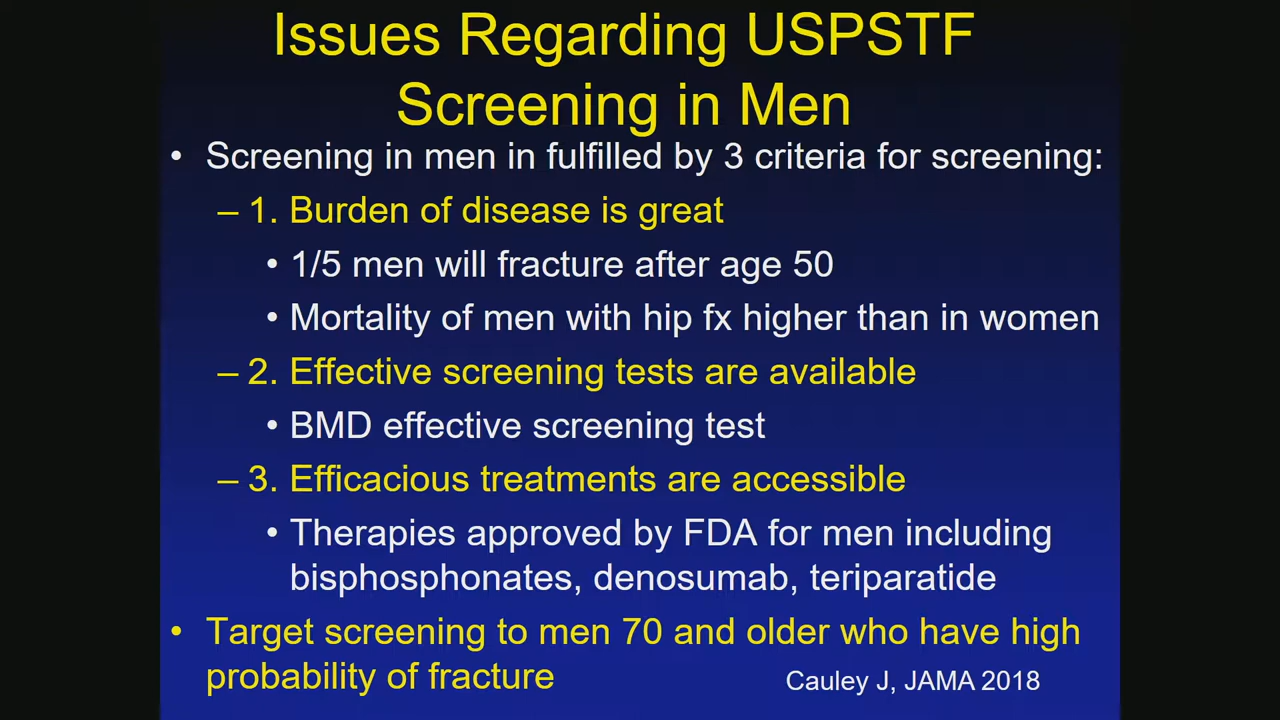 Issues Regarding USPSTF
Screening in Men
• Screening in men in fulfilled by 3 criteria for screening:
– 1. Burden of disease is great
• 1/5 men will fracture after age 50
• Mortality of men with hip fx higher than in women
– 2. Effective screening tests are available
• BMD effective screening test
– 3. Efficacious treatments are accessible
• Therapies approved by FDA for men including
bisphosphonates, denosumab, teriparatide
• Target screening to men 70 and older who have high
probability of fracture
Cauley J, JAMA 2018